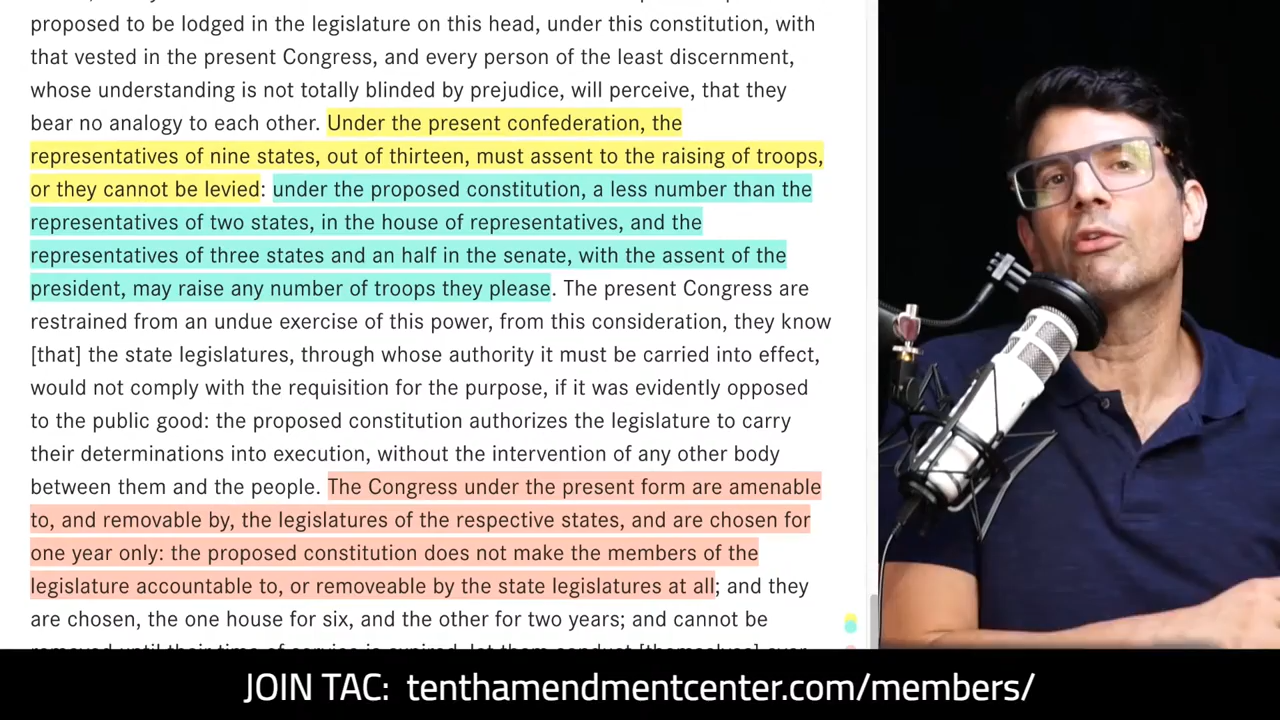 proposed to be lodged in the legislature on this head, under this constitution, with
that vested in the present Congress, and every person of the least discernment,
whose understanding is not totally blinded by prejudice, will perceive, that they
bear no analogy to each other. Under the present confederation, the
representatives of nine states, out of thirteen, must assent to the raising of troops,
or they cannot be levied: under the proposed constitution, a less number than the
representatives of two states, in the house of representatives, and the
representatives of three states and an half in the senate, with the assent of the
president, may raise any number of troops they please. The present Congress are
restrained from an undue exercise of this power, from this consideration, they know
[that] the state legislatures, through whose authority it must be carried into effect,
would not comply with the requisition for the purpose, if it was evidently opposed
to the public good: the proposed constitution authorizes the legislature to carry
their determinations into execution, without the intervention of any other body
between them and the people. The Congress under the present form are amenable
to, and removable by, the legislatures of the respective states, and are chosen for
one year only: the proposed constitution does not make the members of the
legislature accountable to, or removeable by the state legislatures at all; and they
are chosen, the one house for six, and the other for two years; and cannot be
removed until their time of service is expired, let them conduct [themselves] ever
JOIN TAC: tenthamendmentcenter.com/members/